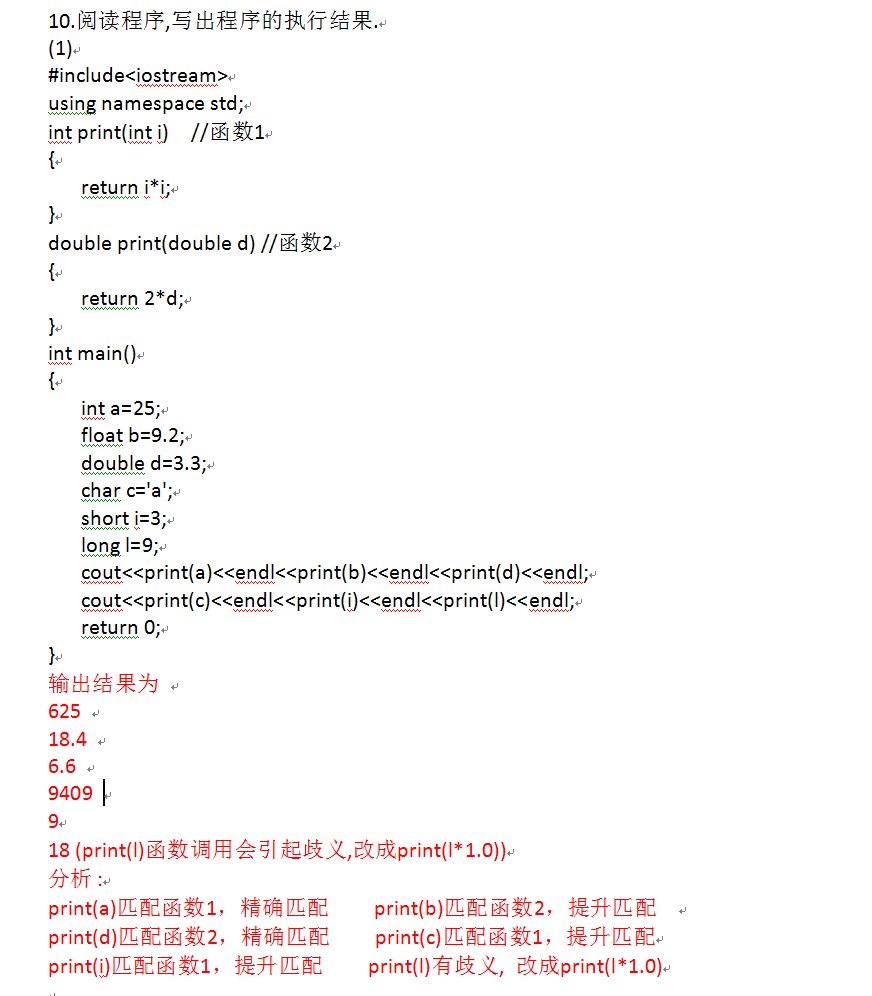 10.阅读程序,写出程序的执行结果.
(1)
#include<iostream>
using namespace std;
int print(int i)    //函数1
{
    return i*i;
}
double print(double d) //函数2
{
    return 2*d;
}
int main()
{
    int a=25;
    float b=9.2;
    double d=3.3;
    char c='a';
    short i=3;
    long l=9;
    cout<<print(a)<<endl<<print(b)<<endl<<print(d)<<endl;
    cout<<print(c)<<endl<<print(i)<<endl<<print(l)<<endl;
    return 0;
}
输出结果为
625
18.4
6.6
9409
9
18 (print(l)函数调用会引起歧义,改成print(l*1.0))
分析 :
print(a)匹配函数1，精确匹配        print(b)匹配函数2，提升匹配
print(d)匹配函数2，精确匹配        print(c)匹配函数1，提升匹配
print(i)匹配函数1，提升匹配        print(l)有歧义, 改成print(l*1.0)